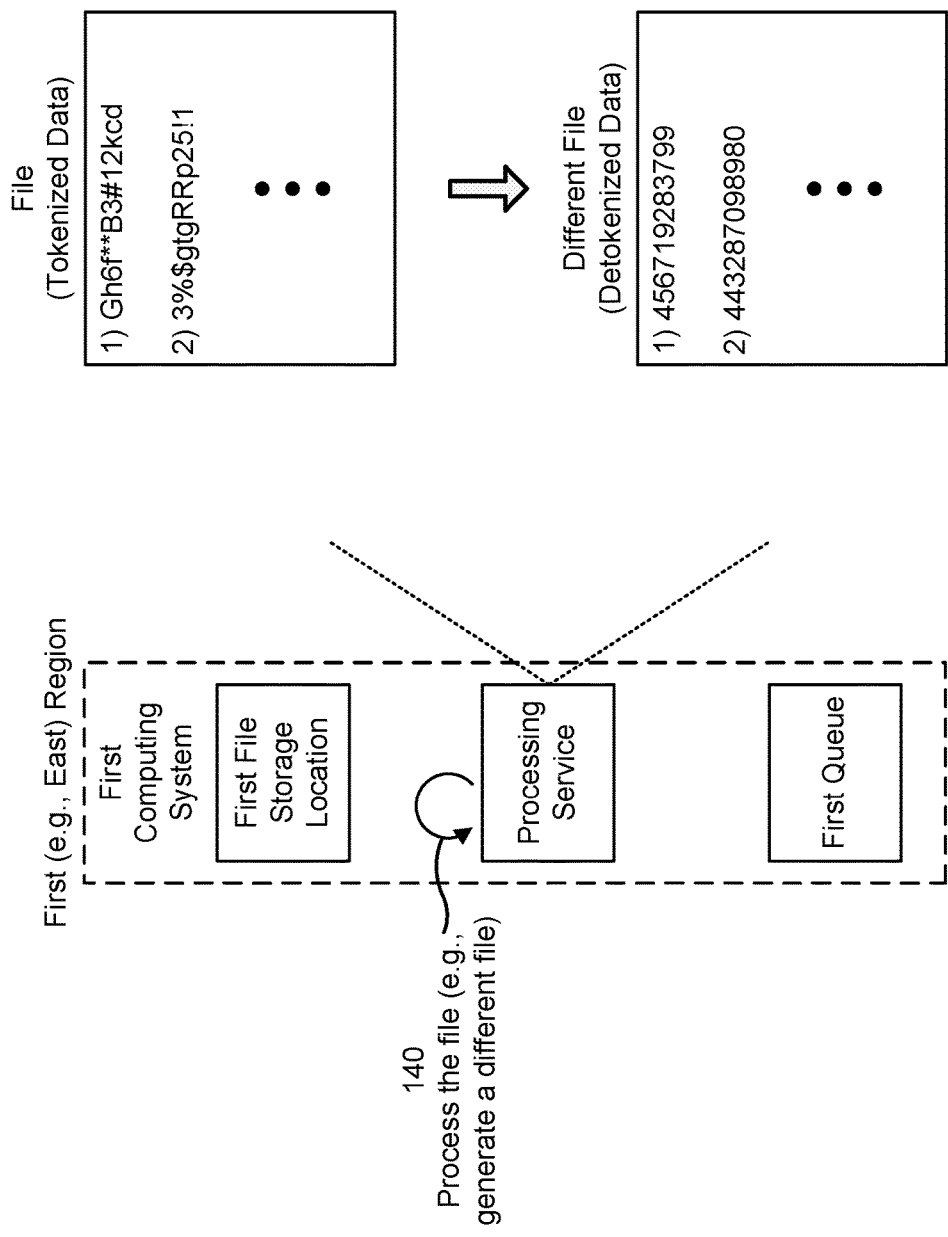 First (e.g., East) Region
First
Computing
System
First File
Storage
Location
140
Process the file (e.g.,
generate a different file)
Processing
Service
First Queue
File
(Tokenized Data)
1) Gh6f**B3#12kcd
2) 3%$gtgRRp25!1
Different File
(Detokenized Data)
1) 456719283799
2) 443287098980